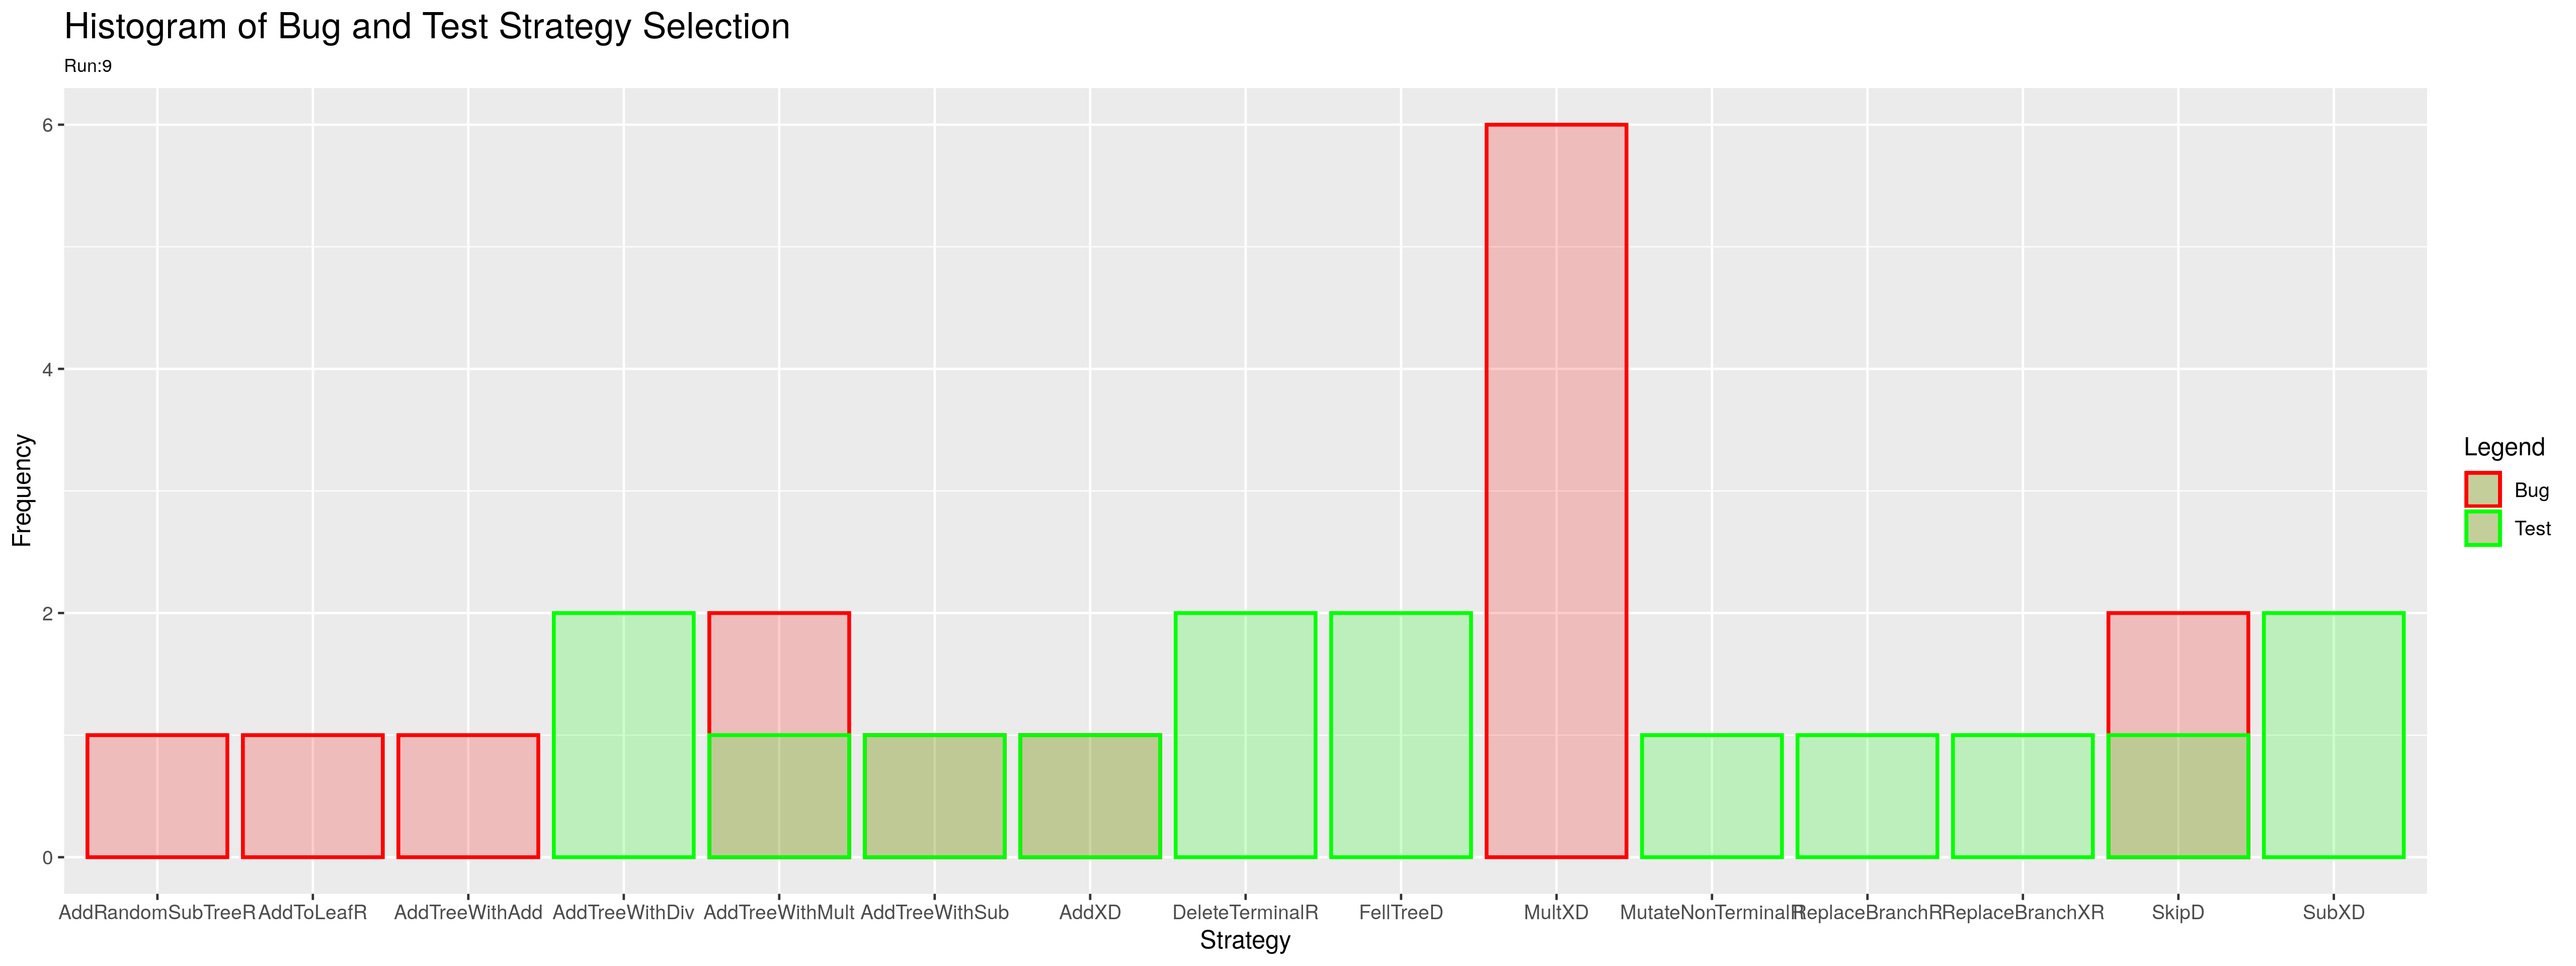 Histogram of Bug and Test Strategy Selection
Run:9
6
4
2
0
Frequency
AddRandomSubTreeR AddToLeafR AddTreeWithAdd AddTreeWithDiv AddTreeWithMult AddTreeWithSub AddXD DeleteTerminalR FellTreeD MultXD MutateNonTerminalR ReplaceBranchR ReplaceBranchXR SkipD SubXD
Strategy
Legend
Bug
Test